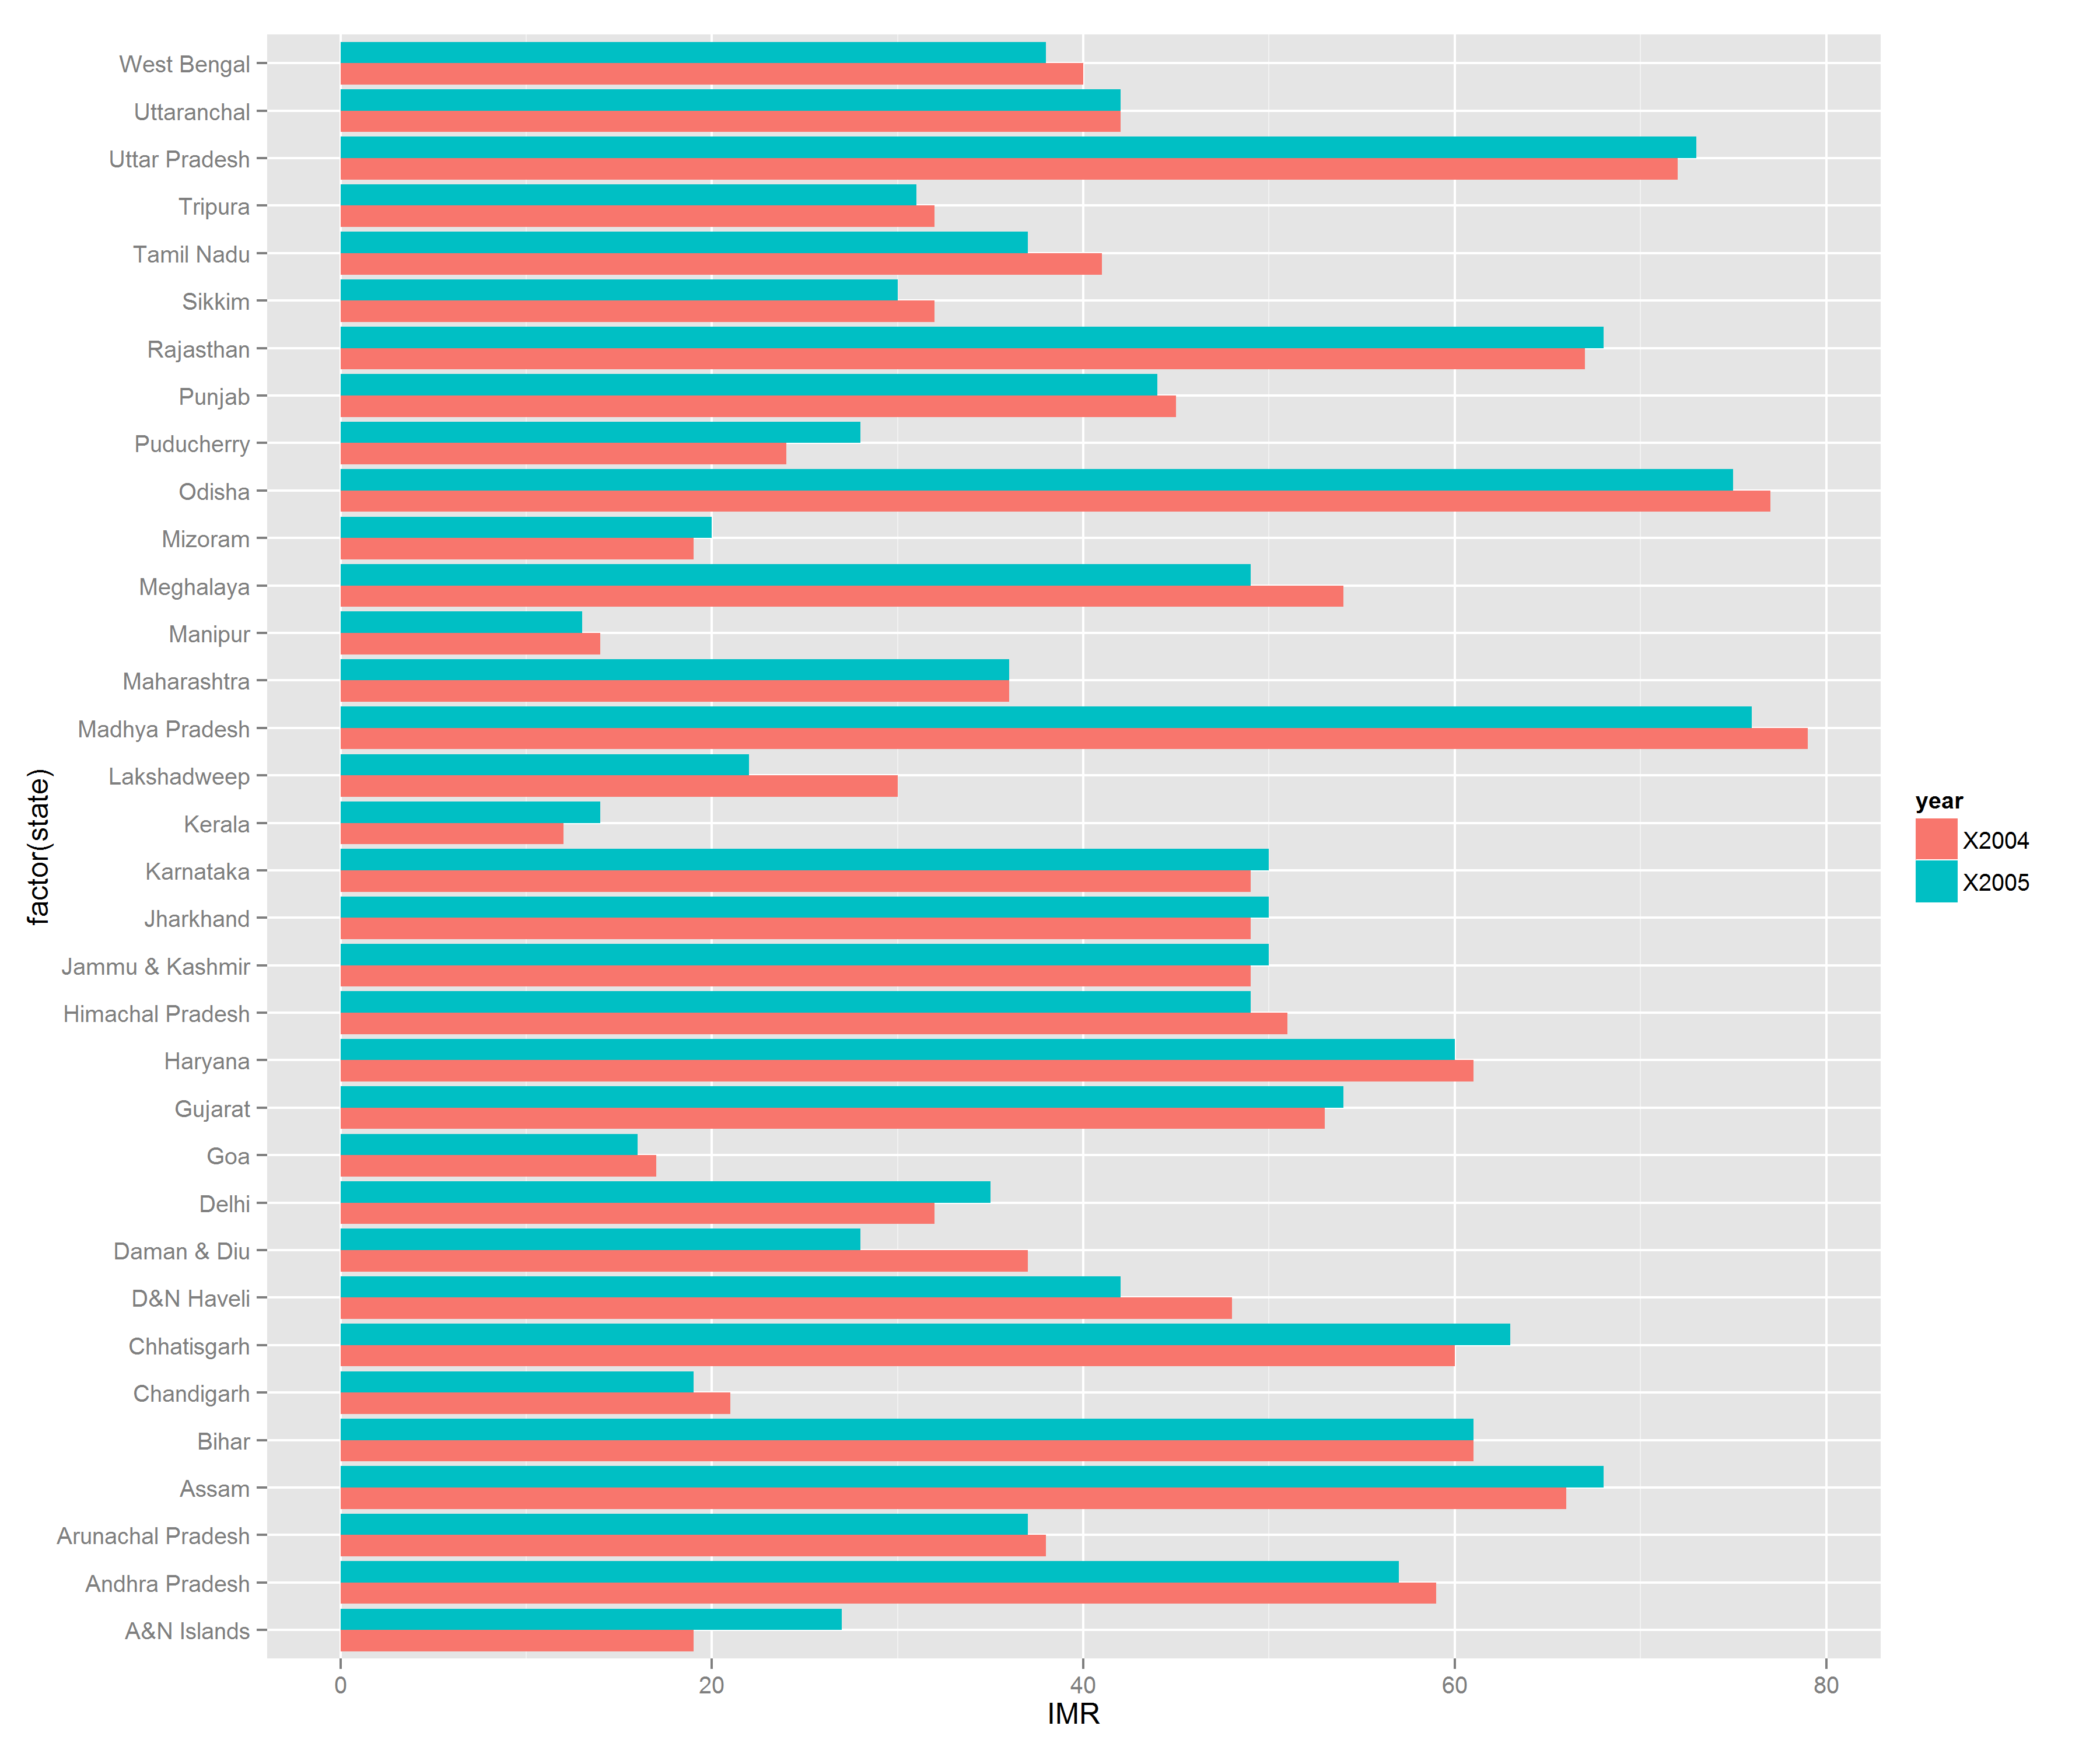 West Bengal
Uttaranchal
Uttar Pradesh
Tripura
Tamil Nadu
Sikkim
Rajasthan
Punjab
Puducherry
Odisha
Mizoram
Meghalaya
Manipur
Maharashtra
Madhya Pradesh
Lakshadweep
Kerala
Karnataka
Jharkhand
Jammu & Kashmir
Himachal Pradesh
Haryana
Gujarat
Goa
Delhi
Daman & Diu
D&N Haveli
Chhatisgarh
Chandigarh
Bihar
Assam
Arunachal Pradesh
Andhra Pradesh
A&N Islands
factor(state)
0 20 40 60 80
IMR
year
X2004
X2005